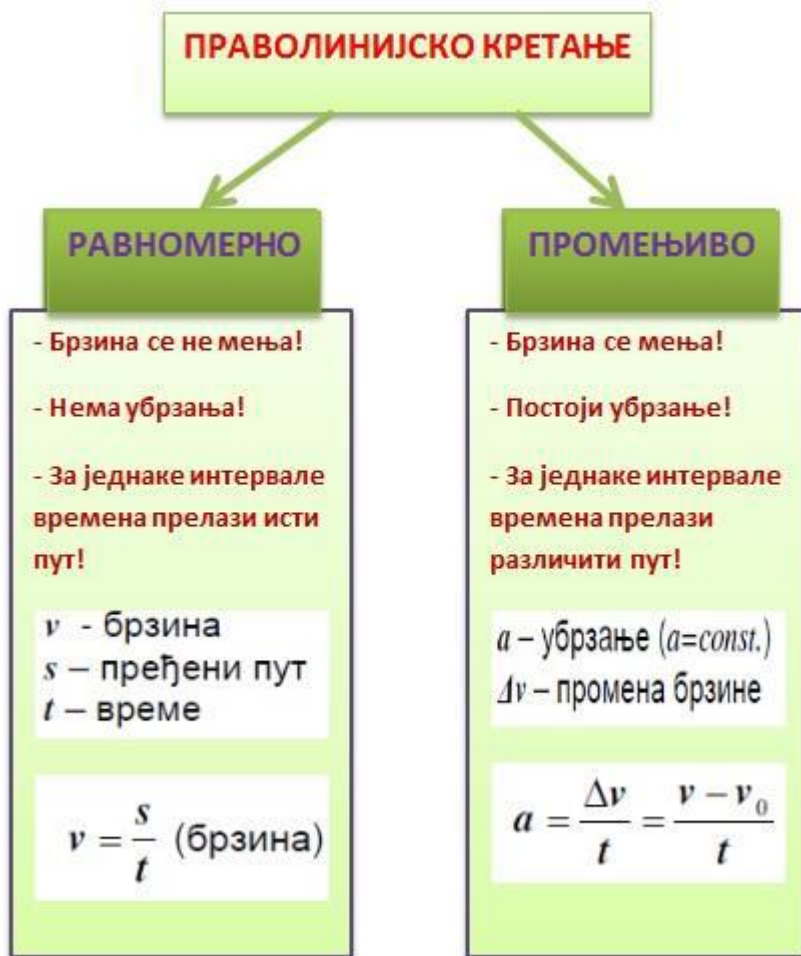 ПРАВОЛИНИЈСКО КРЕТАЊЕ
РАВНОМЕРНО
- Брзина се не мења!
- Нема убрзања!
- За једнаке интервале
времена прелази исти
пут!
v - брзина
s – пређени пут
t – време
v = s/t (брзина)
ПРОМЕЊИВО
- Брзина се мења!
- Постоји убрзање!
- За једнаке интервале
времена прелази
различити пут!
a – убрзање (a=const.)
Δv – промена брзине
a = Δv/t = (v – v₀)/t